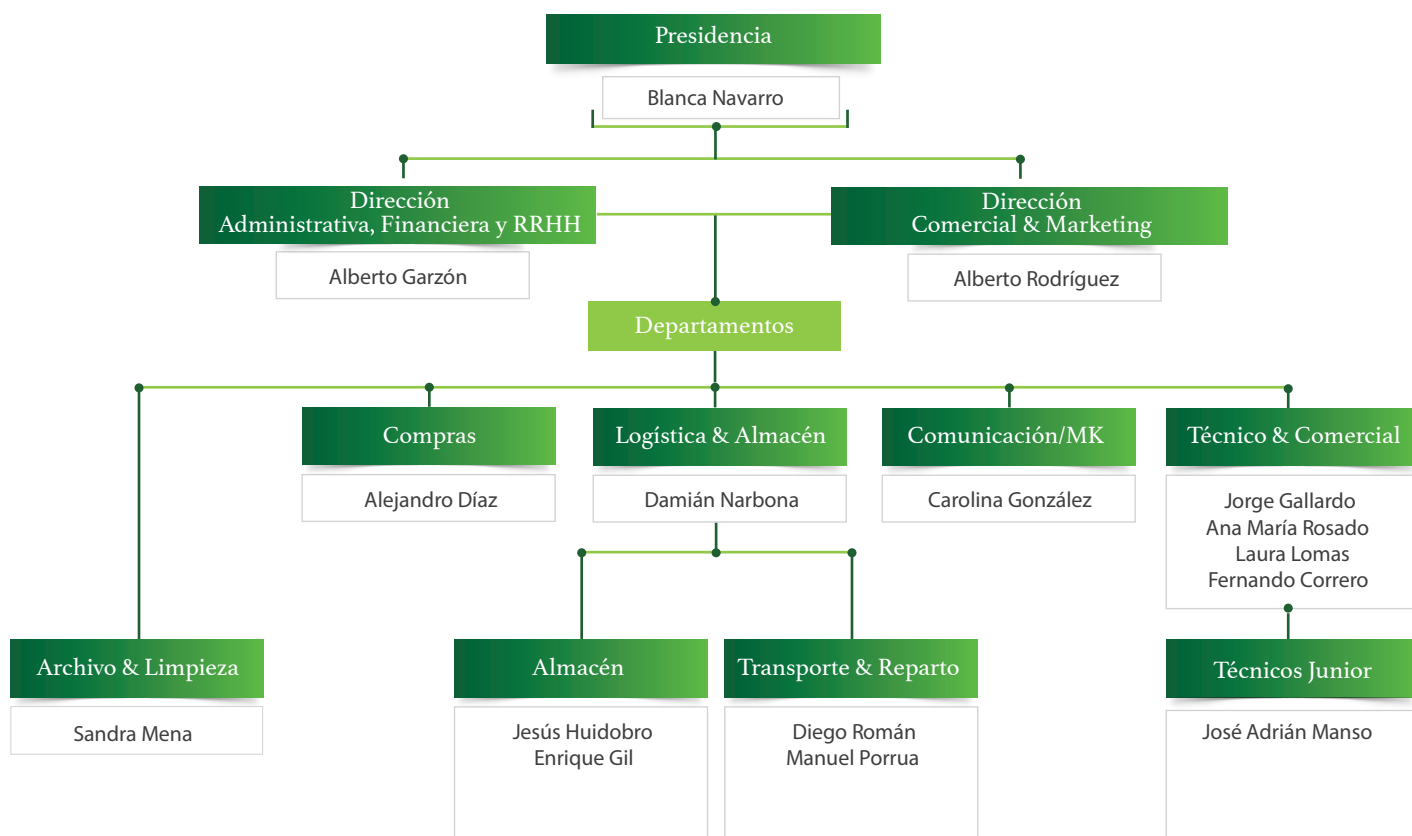 Presidencia
Blanca Navarro
Dirección
Administrativa, Financiera y RRHH
Alberto Garzón
Dirección
Comercial & Marketing
Alberto Rodríguez
Departamentos
Compras
Alejandro Díaz
Logística & Almacén
Damián Narbona
Comunicación/MK
Carolina González
Técnico & Comercial
Jorge Gallardo
Ana María Rosado
Laura Lomas
Fernando Correro
Archivo & Limpieza
Sandra Mena
Almacén
Jesús Huidobro
Enrique Gil
Transporte & Reparto
Diego Román
Manuel Porrua
Técnicos Junior
José Adrián Manso